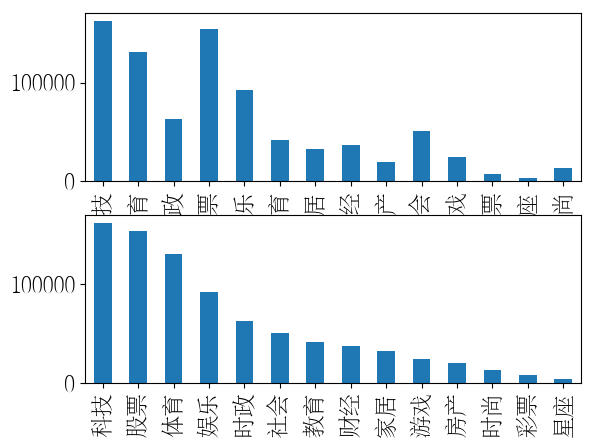 100000
0
技 育 政 票 乐 育 居 经 产 会 戏 票 座 尚
100000
0
科技 股票 体育 娱乐 时政 社会 教育 财经 家居 游戏 房产 时尚 彩票 星座